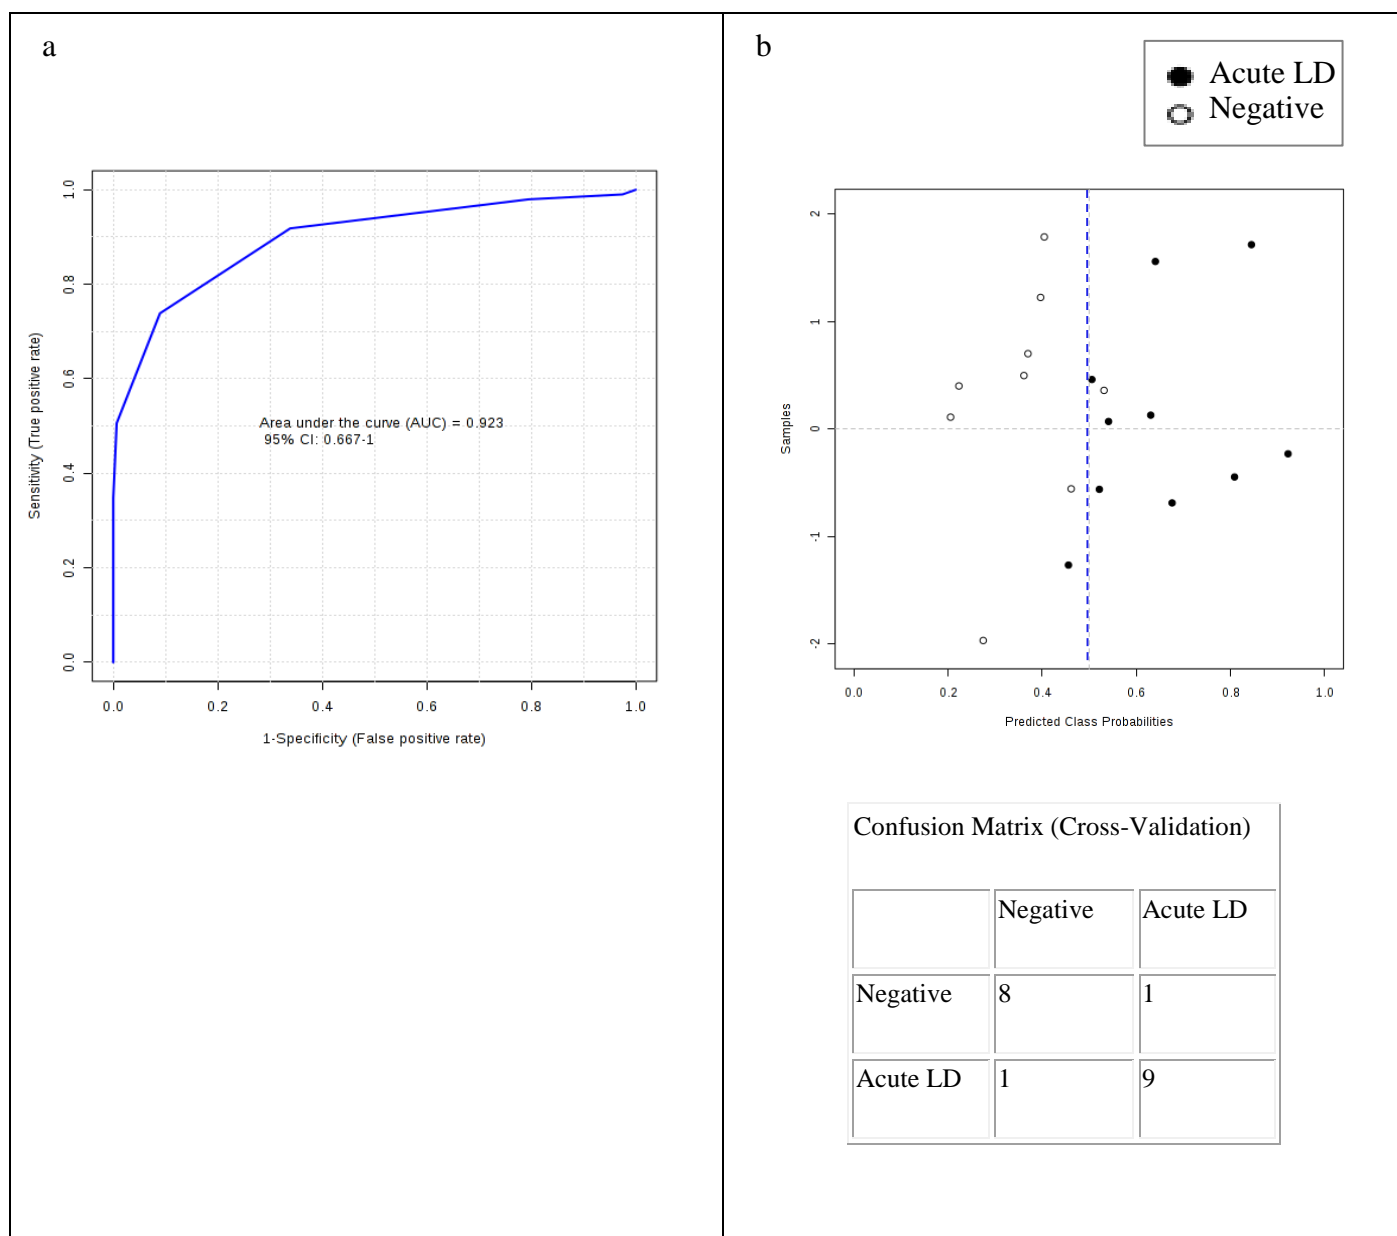 a
1.0
0.8
0.6
0.4
0.2
0.0
Sensitivity (True positive rate)
Area under the curve (AUC) = 0.923
95% CI: 0.667-1
0.0 0.2 0.4 0.6 0.8 1.0
1-Specificity (False positive rate)
b
Acute LD
Negative
2
1
0
-1
-2
Samples
0.0 0.2 0.4 0.6 0.8 1.0
Predicted Class Probabilities
Confusion Matrix (Cross-Validation)
Negative Acute LD
Negative 8 1
Acute LD 1 9